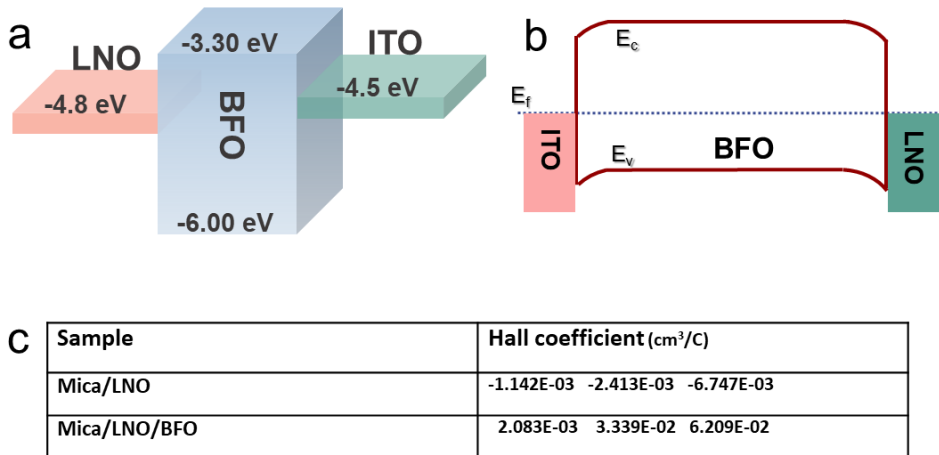 a
LNO
-3.30 eV
ITO
-4.8 eV
BFO
-4.5 eV
-6.00 eV
b
Ec
Ef
ITO
Ev
BFO
LNO
c
Sample Hall coefficient (cm³/C)
Mica/LNO -1.142E-03 -2.413E-03 -6.747E-03
Mica/LNO/BFO 2.083E-03 3.339E-02 6.209E-02